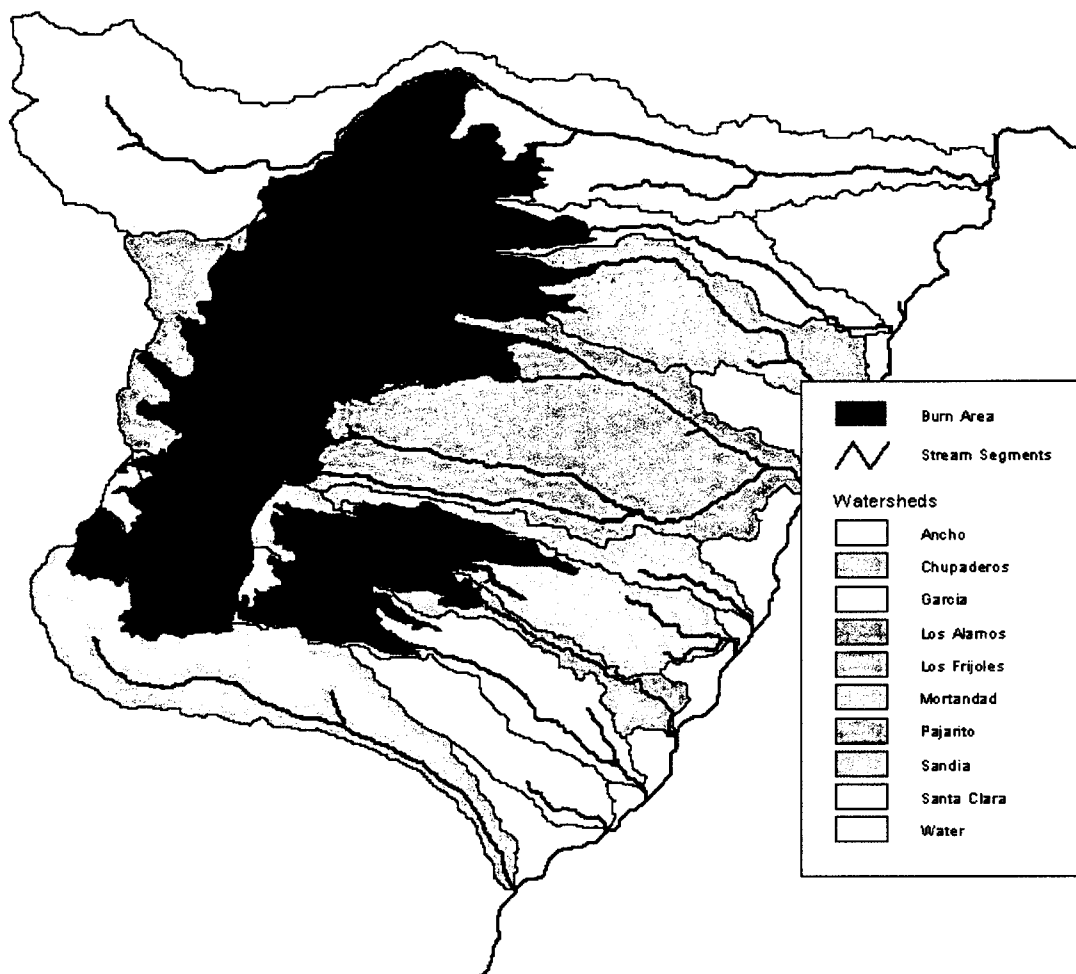 Burn Area
Stream Segments
Watersheds
Ancho
Chupaderos
Garcia
Los Alamos
Los Frijoles
Mortandad
Pajarito
Sandia
Santa Clara
Water